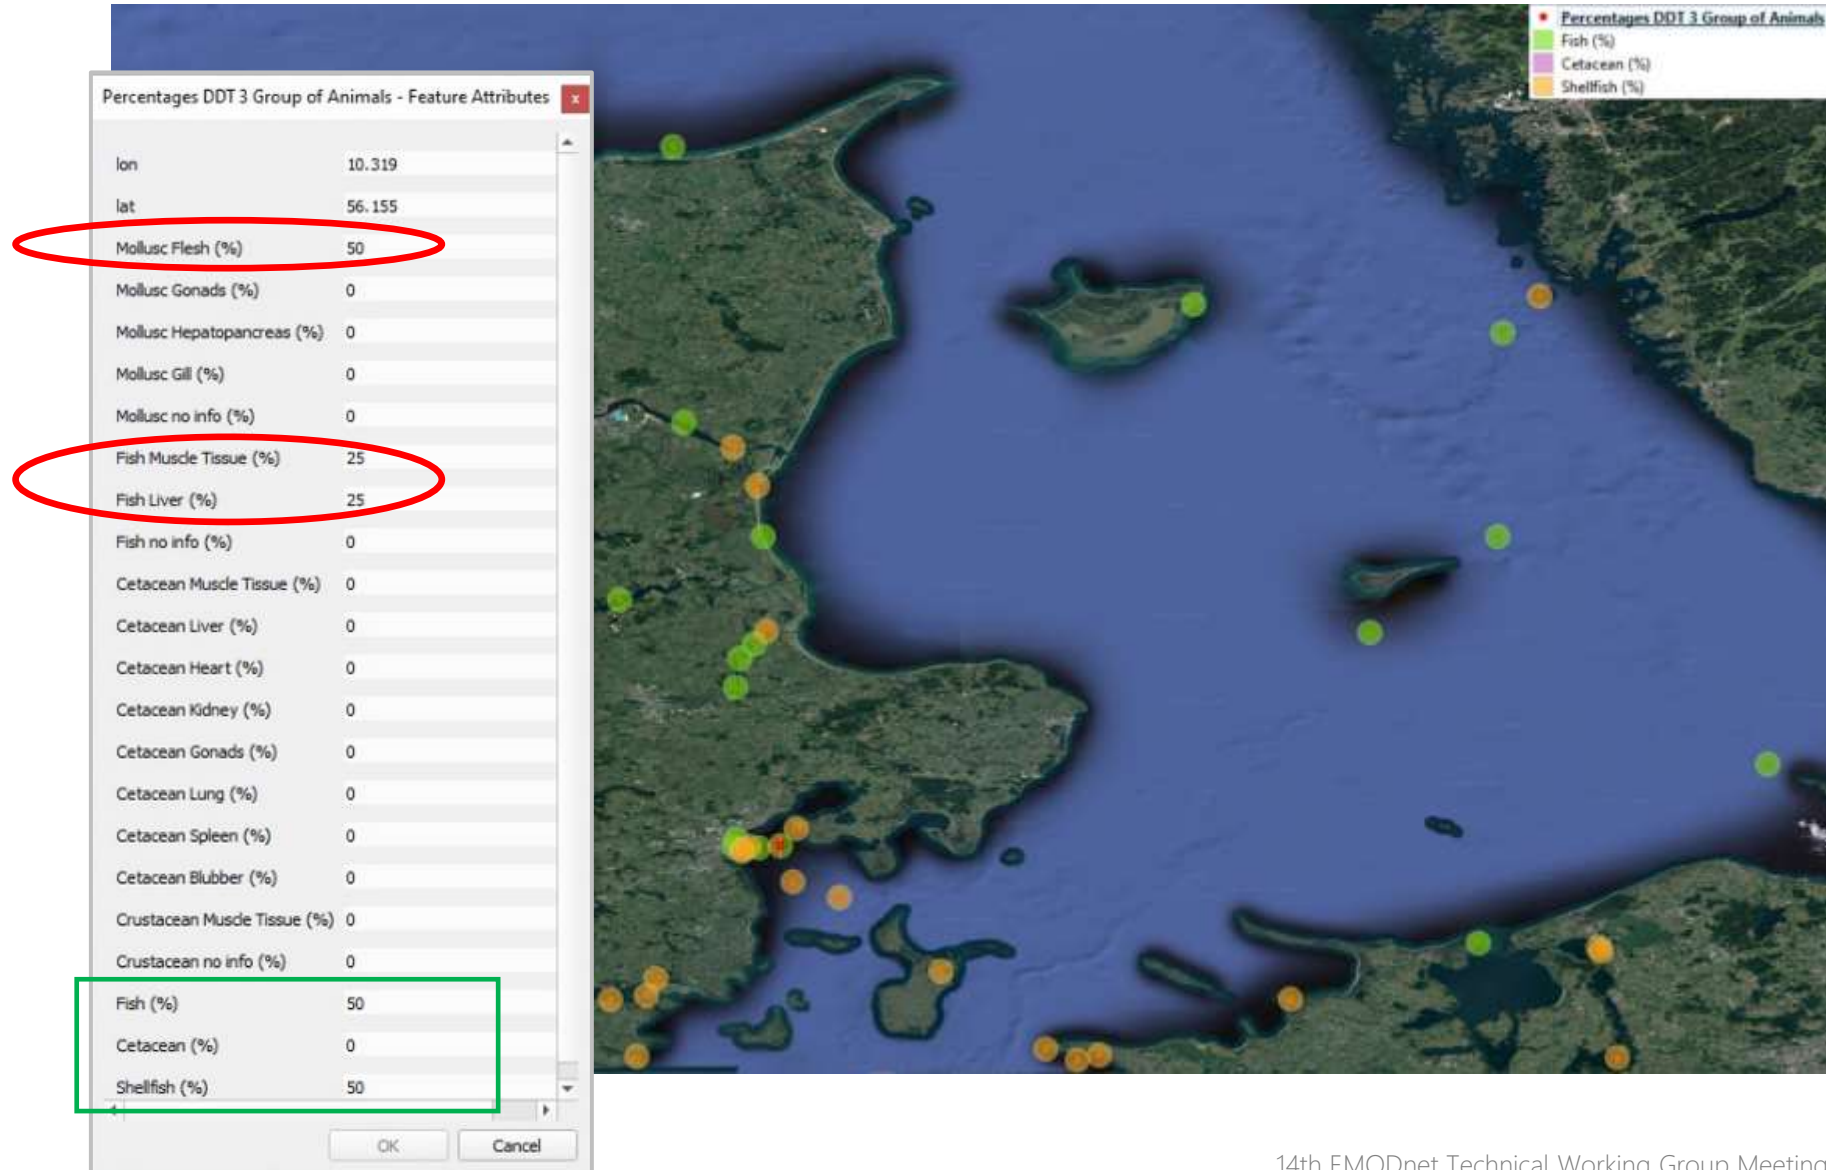 Percentages DDT 3 Group of Animals
Fish (%)
Cetacean (%)
Shellfish (%)
Percentages DDT 3 Group of Animals - Feature Attributes x
lon 10.319
lat 56.155
Mollusc Flesh (%) 50
Mollusc Gonads (%) 0
Mollusc Hepatopancreas (%) 0
Mollusc Gill (%) 0
Mollusc no info (%) 0
Fish Muscle Tissue (%) 25
Fish Liver (%) 25
Fish no info (%) 0
Cetacean Muscle Tissue (%) 0
Cetacean Liver (%) 0
Cetacean Heart (%) 0
Cetacean Kidney (%) 0
Cetacean Gonads (%) 0
Cetacean Lung (%) 0
Cetacean Spleen (%) 0
Cetacean Blubber (%) 0
Crustacean Muscle Tissue (%) 0
Crustacean no info (%) 0
Fish (%) 50
Cetacean (%) 0
Shellfish (%) 50
OK Cancel
14th EMODnet Technical Working Group Meeting